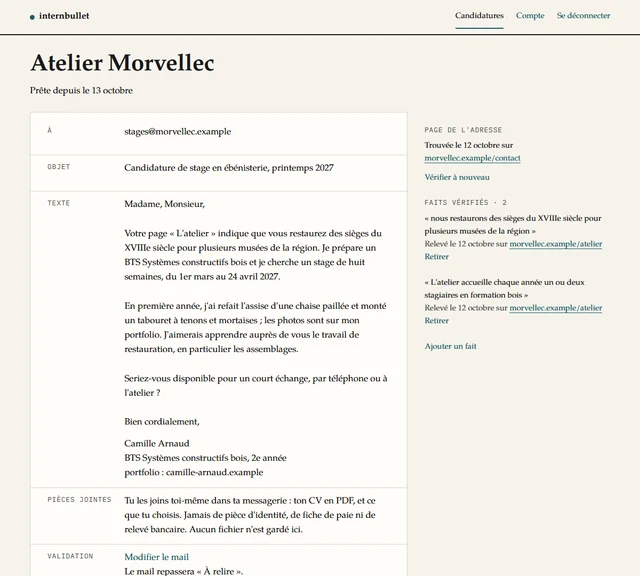 internbullet
Candidatures
Compte
Se déconnecter
Atelier Morvellec
Prête depuis le 13 octobre
À
stages@morvellec.example
OBJET
Candidature de stage en ébénisterie, printemps 2027
TEXTE
Madame, Monsieur,
Votre page « L'atelier » indique que vous restaurez des sièges du
XVIIIe siècle pour plusieurs musées de la région. Je prépare un
BTS Systèmes constructifs bois et je cherche un stage de huit
semaines, du 1er mars au 24 avril 2027.
En première année, j'ai refait l'assise d'une chaise paillée et monté
un tabouret à tenons et mortaises ; les photos sont sur mon
portfolio. J'aimerais apprendre auprès de vous le travail de
restauration, en particulier les assemblages.
Seriez-vous disponible pour un court échange, par téléphone ou à
l'atelier ?
Bien cordialement,
Camille Arnaud
BTS Systèmes constructifs bois, 2e année
portfolio : camille-arnaud.example
PIÈCES JOINTES
Tu les joins toi-même dans ta messagerie : ton CV en PDF, et ce
que tu choisis. Jamais de pièce d'identité, de fiche de paie ni de
relevé bancaire. Aucun fichier n'est gardé ici.
VALIDATION
Modifier le mail
Le mail repassera « À relire ».
PAGE DE L'ADRESSE
Trouvée le 12 octobre sur
morvellec.example/contact
Vérifier à nouveau
FAITS VÉRIFIÉS · 2
« nous restaurons des sièges du XVIIIe siècle pour
plusieurs musées de la région »
Relevé le 12 octobre sur morvellec.example/atelier
Retirer
« L'atelier accueille chaque année un ou deux
stagiaires en formation bois »
Relevé le 12 octobre sur morvellec.example/atelier
Retirer
Ajouter un fait